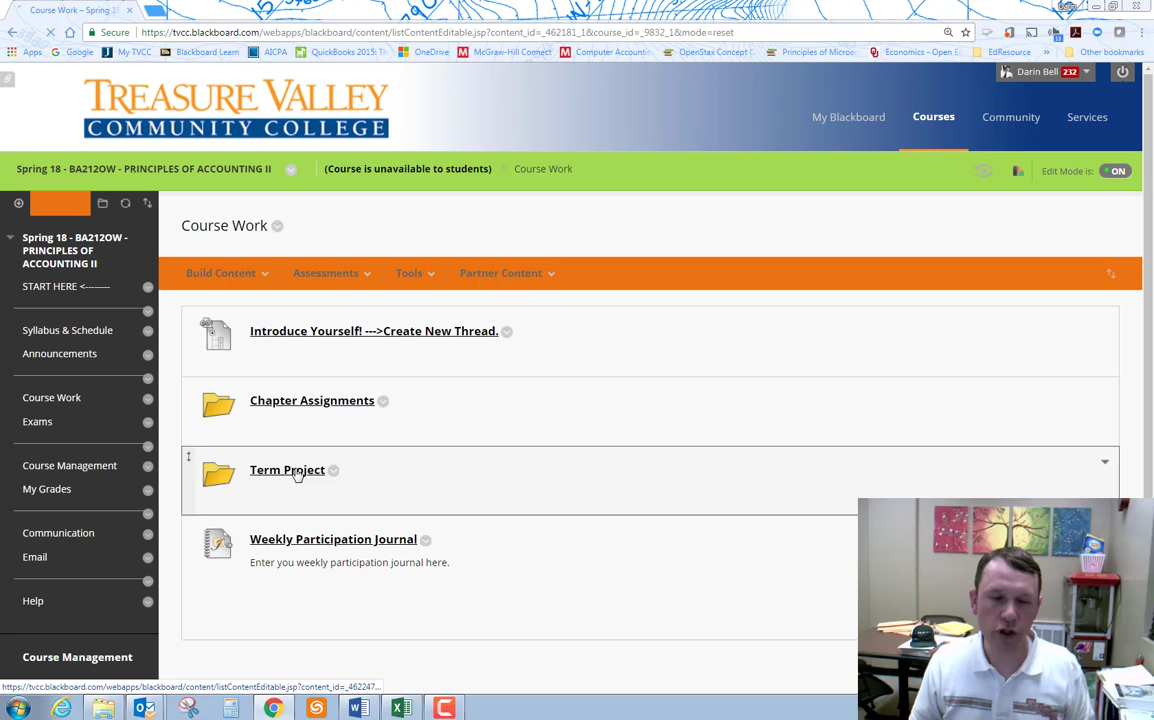 Course Work – Spring 18
Secure
https://tvcc.blackboard.com/webapps/blackboard/content/listContentEditable.jsp?content_id=_462181_1&course_id=_9832_1&mode=reset
Apps
Google
My TVCC
Blackboard Learn
AICPA
QuickBooks 2015:
OneDrive
McGraw-Hill Connect
Computer Accountin
OpenStax Concept C
Principles of Microe
Economics - Open E
EdResource
Other bookmarks
TREASURE VALLEY
COMMUNITY COLLEGE
Darin Bell 232
My Blackboard
Courses
Community
Services
Spring 18 - BA212OW - PRINCIPLES OF ACCOUNTING II
(Course is unavailable to students)
Course Work
Edit Mode is: ON
Spring 18 - BA212OW -
PRINCIPLES OF
ACCOUNTING II
START HERE <--------
Syllabus & Schedule
Announcements
Course Work
Exams
Course Management
My Grades
Communication
Email
Help
Course Management
Course Work
Build Content
Assessments
Tools
Partner Content
Introduce Yourself! --->Create New Thread.
Chapter Assignments
Term Project
Weekly Participation Journal
Enter you weekly participation journal here.
https://tvcc.blackboard.com/webapps/blackboard/content/listContentEditable.jsp?content_id=_462247...